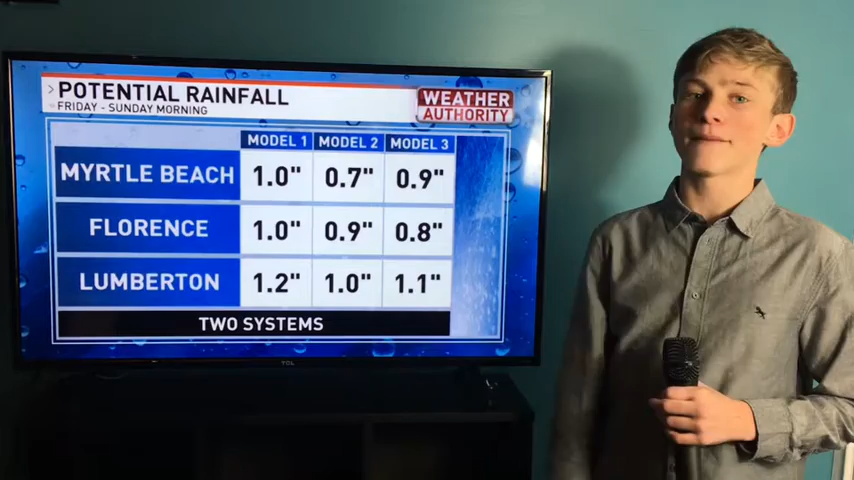 POTENTIAL RAINFALL
FRIDAY - SUNDAY MORNING
WEATHER
AUTHORITY
MODEL 1 MODEL 2 MODEL 3
MYRTLE BEACH 1.0" 0.7" 0.9"
FLORENCE 1.0" 0.9" 0.8"
LUMBERTON 1.2" 1.0" 1.1"
TWO SYSTEMS
TCL